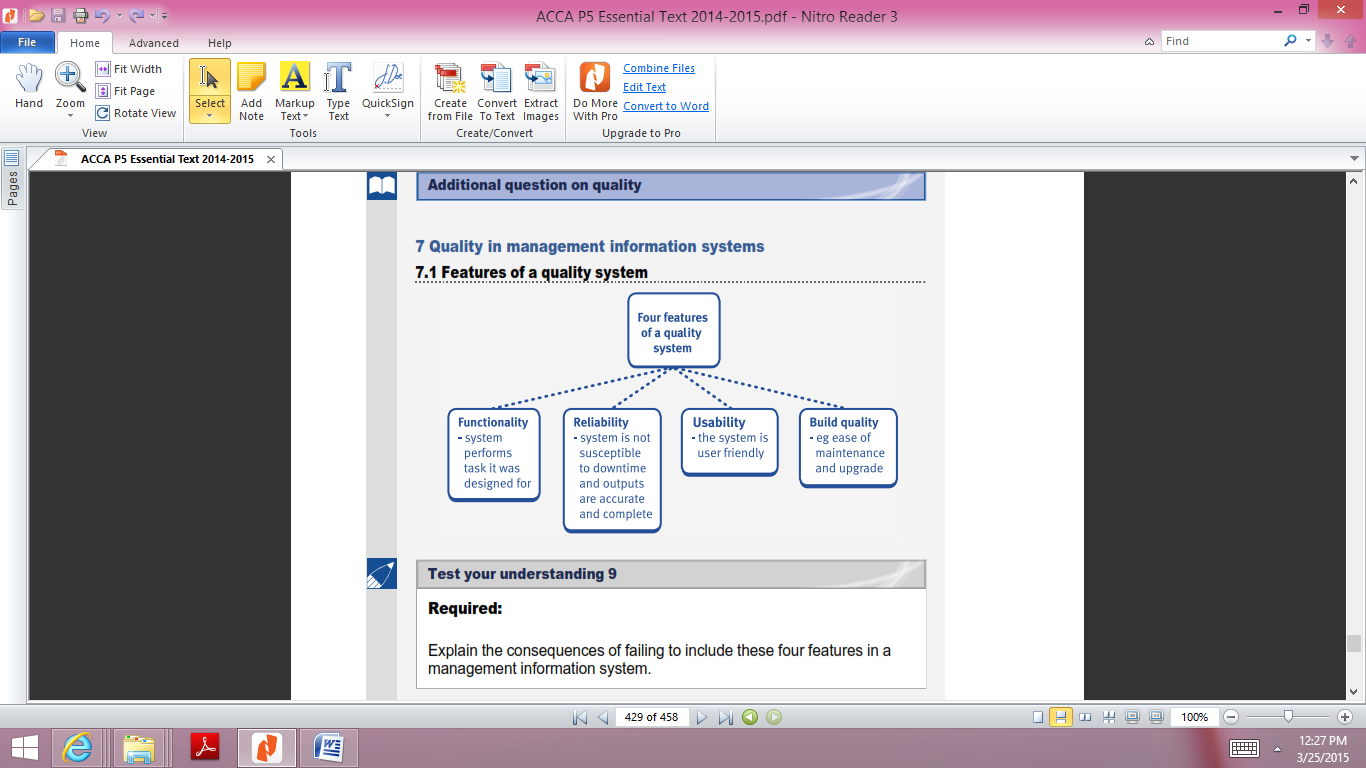 ACCA P5 Essential Text 2014-2015.pdf - Nitro Reader 3
File Home Advanced Help
Find
Hand
Zoom
Fit Width
Fit Page
Rotate View
View
Select
Add Note
Markup Text
Type Text
QuickSign
Tools
Create from File
Convert To Text
Extract Images
Create/Convert
Do More With Pro
Combine Files
Edit Text
Convert to Word
Upgrade to Pro
ACCA P5 Essential Text 2014-2015
Pages
Additional question on quality
7 Quality in management information systems
7.1 Features of a quality system
Four features
of a quality
system
Functionality
- system
performs
task it was
designed for
Reliability
- system is not
susceptible
to downtime
and outputs
are accurate
and complete
Usability
- the system is
user friendly
Build quality
- eg ease of
maintenance
and upgrade
Test your understanding 9
Required:
Explain the consequences of failing to include these four features in a
management information system.
429 of 458
100%
12:27 PM
3/25/2015